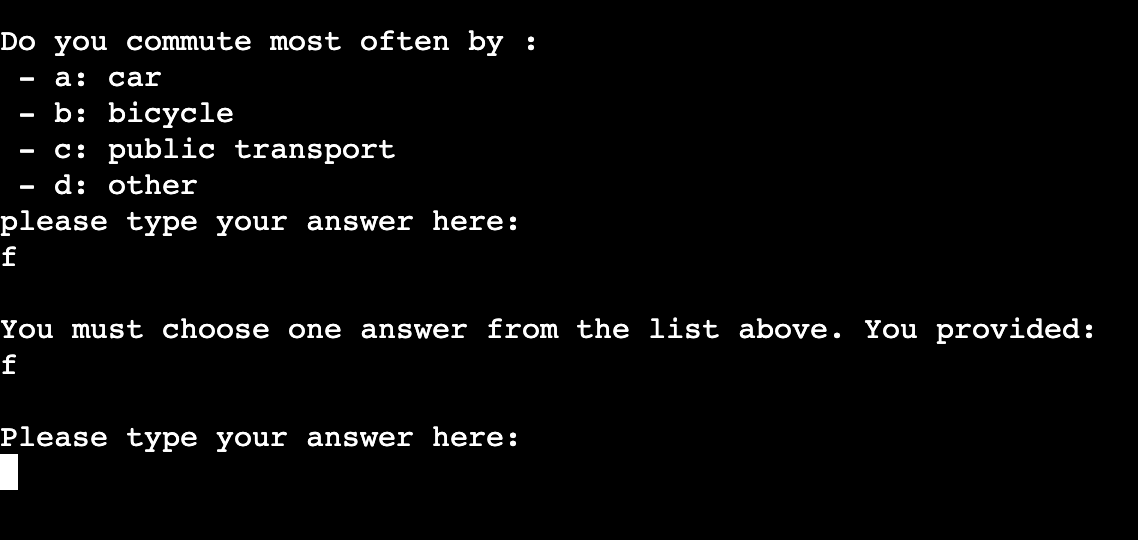 Do you commute most often by :
- a: car
- b: bicycle
- c: public transport
- d: other
please type your answer here:
f
You must choose one answer from the list above. You provided:
f
Please type your answer here: